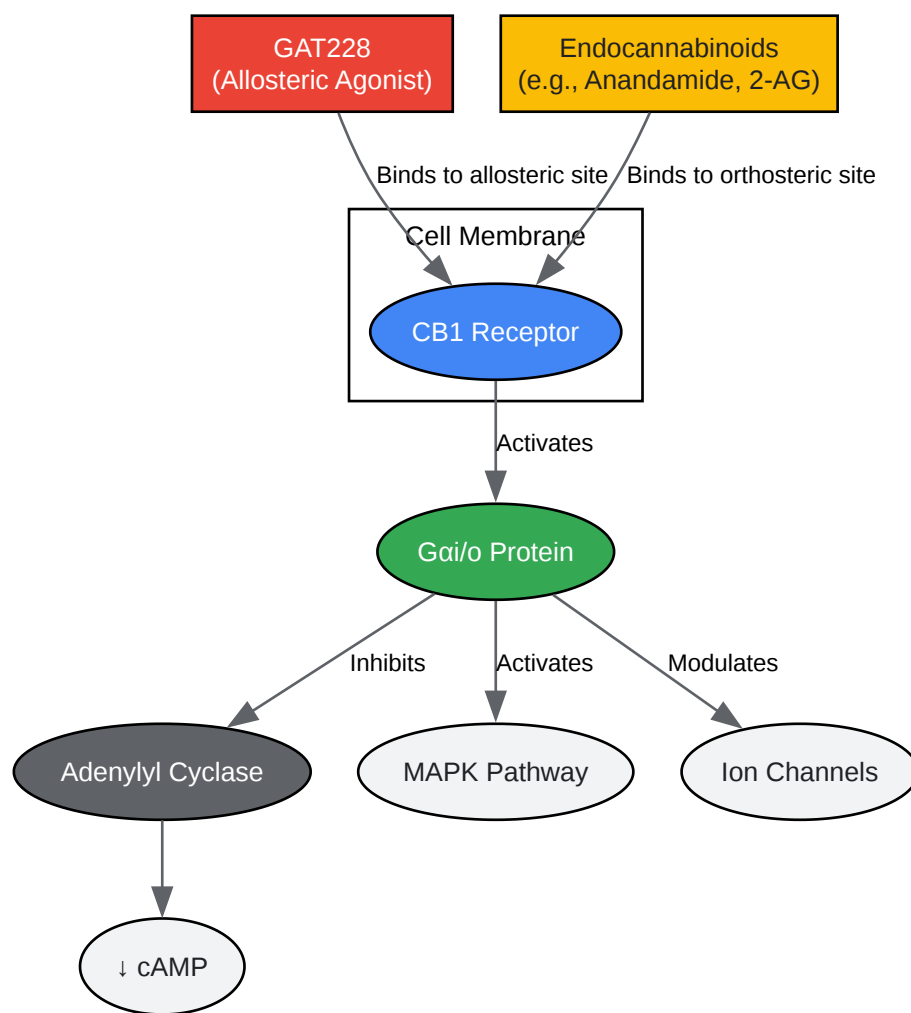 GAT228
(Allosteric Agonist)
Endocannabinoids
(e.g., Anandamide, 2-AG)
Binds to allosteric site
Binds to orthosteric site
Cell Membrane
CB1 Receptor
Activates
Gαi/o Protein
Inhibits
Activates
Modulates
Adenylyl Cyclase
MAPK Pathway
Ion Channels
↓ cAMP